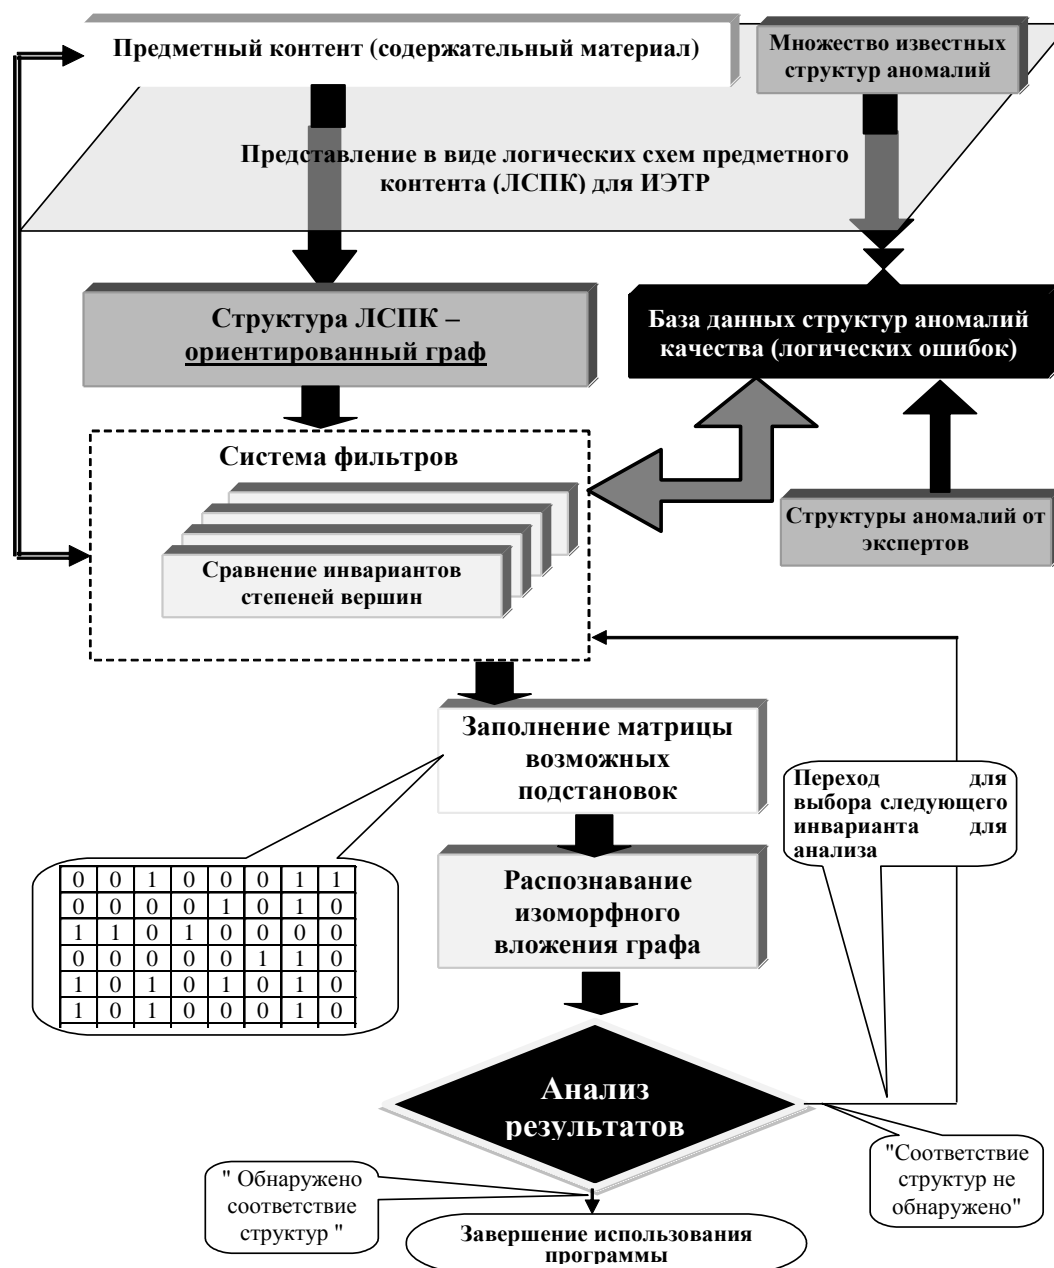 Предметный контент (содержательный материал)
Множество известных
структур аномалий
Представление в виде логических схем предметного
контента (ЛСПК) для ИЭТР
Структура ЛСПК –
ориентированный граф
База данных структур аномалий
качества (логических ошибок)
Система фильтров
Сравнение инвариантов
степеней вершин
Структуры аномалий от
экспертов
Заполнение матрицы
возможных
подстановок
Переход для
выбора следующего
инварианта для
анализа
0 0 1 0 0 0 1 1
0 0 0 0 1 0 1 0
1 1 0 1 0 0 0 0
0 0 0 0 0 1 1 0
1 0 1 0 1 0 1 0
1 0 1 0 0 0 1 0
Распознавание
изоморфного
вложения графа
Анализ
результатов
" Обнаружено
соответствие
структур "
"Соответствие
структур не
обнаружено"
Завершение использования
программы